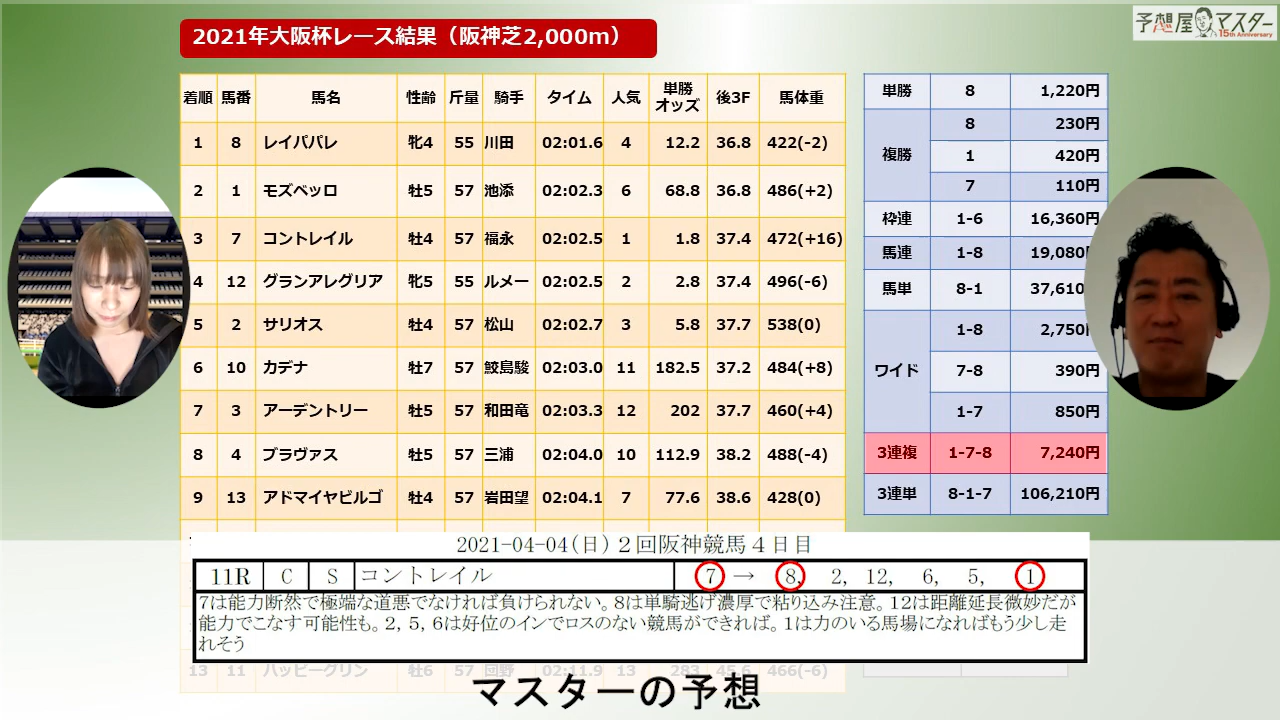 予想屋マスター
15th Anniversary
2021年大阪杯レース結果（阪神芝2,000m）
着順 馬番 馬名 性齢 斤量 騎手 タイム 人気 単勝オッズ 後3F 馬体重
1 8 レイパパレ 牝4 55 川田 02:01.6 4 12.2 36.8 422(-2)
2 1 モズベッロ 牡5 57 池添 02:02.3 6 68.8 36.8 486(+2)
3 7 コントレイル 牡4 57 福永 02:02.5 1 1.8 37.4 472(+16)
4 12 グランアレグリア 牝5 55 ルメー 02:02.5 2 2.8 37.4 496(-6)
5 2 サリオス 牡4 57 松山 02:02.7 3 5.8 37.7 538(0)
6 10 カデナ 牡7 57 鮫島駿 02:03.0 11 182.5 37.2 484(+8)
7 3 アーデントリー 牡5 57 和田竜 02:03.3 12 202 37.7 460(+4)
8 4 ブラヴァス 牡5 57 三浦 02:04.0 10 112.9 38.2 488(-4)
9 13 アドマイヤビルゴ 牡4 57 岩田望 02:04.1 7 77.6 38.6 428(0)
13 11 ハッピーグリン 牡6 57 回野 02:11.9 13 283 45.6 466(-6)
単勝 8 1,220円
複勝 8 230円
1 420円
7 110円
枠連 1-6 16,360円
馬連 1-8 19,080
馬単 8-1 37,610
ワイド 1-8 2,750
7-8 390円
1-7 850円
3連複 1-7-8 7,240円
3連単 8-1-7 106,210円
2021-04-04(日) 2回阪神競馬4日目
11R C S コントレイル 7 → 8, 2, 12, 6, 5, 1
7は能力断然で極端な道悪でなければ負けられない。8は単騎逃げ濃厚で粘り込み注意。12は距離延長微妙だが
能力でこなす可能性も。2，5，6は好位のインでロスのない競馬ができれば。1は力のいる馬場になればもう少し走
れそう
マスターの予想